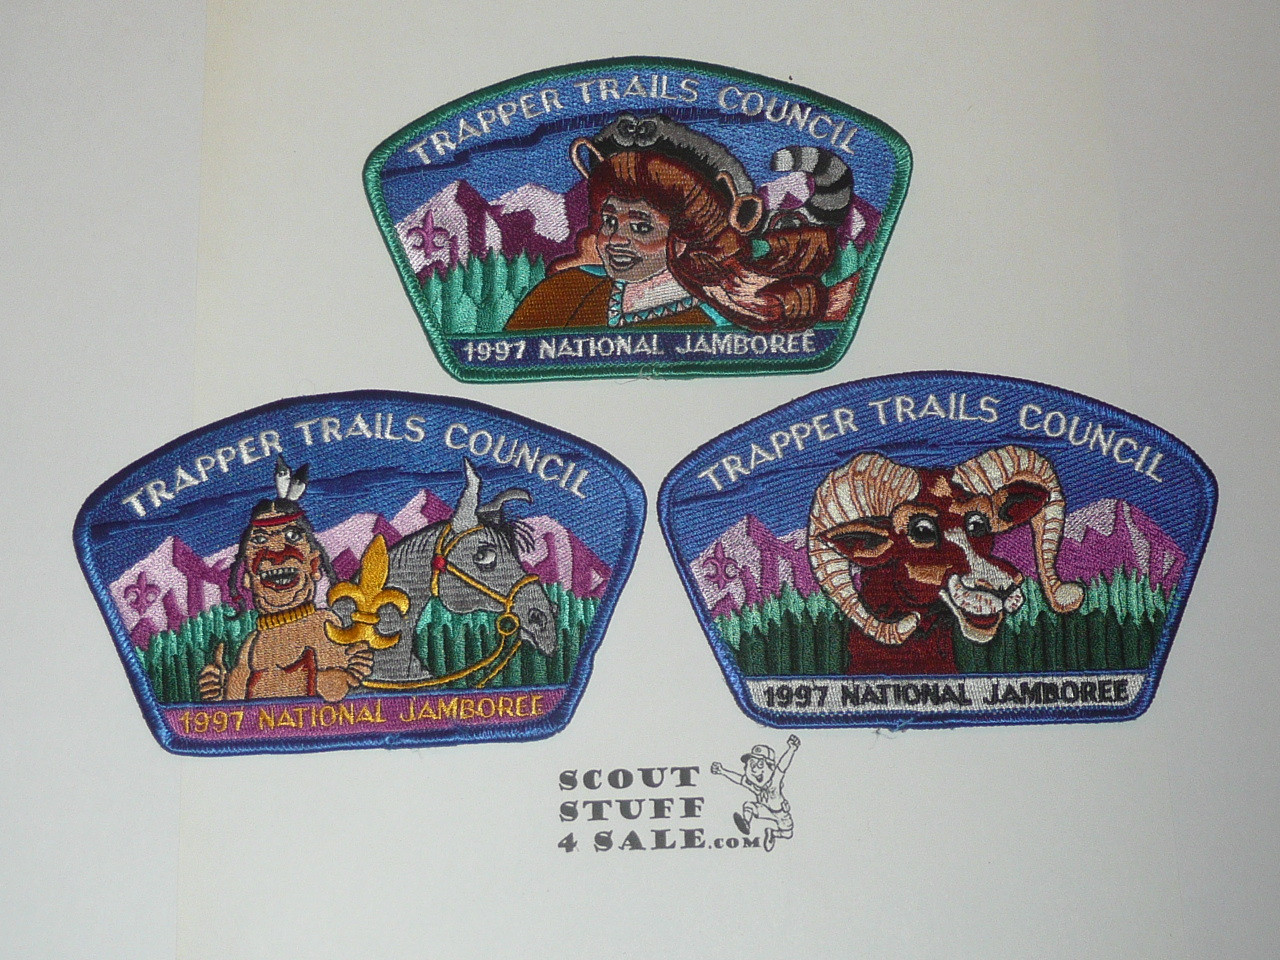 TRAPPER TRAILS COUNCIL
1997 NATIONAL JAMBOREE
TRAPPER TRAILS COUNCIL
1997 NATIONAL JAMBOREE
TRAPPER TRAILS COUNCIL
1997 NATIONAL JAMBOREE
SCOUT
STUFF
4 SALE.COM